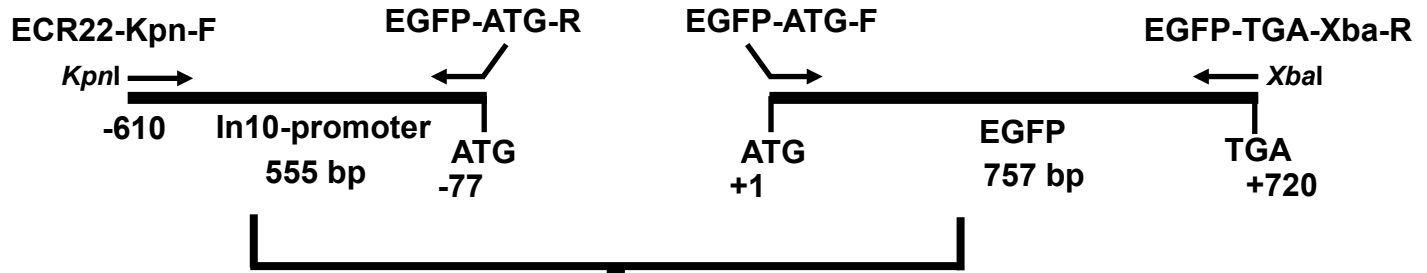 ECR22-Kpn-F EGFP-ATG-R EGFP-ATG-F EGFP-TGA-Xba-R
KpnI XbaI
-610 In10-promoter ATG ATG EGFP TGA
555 bp -77 +1 757 bp +720